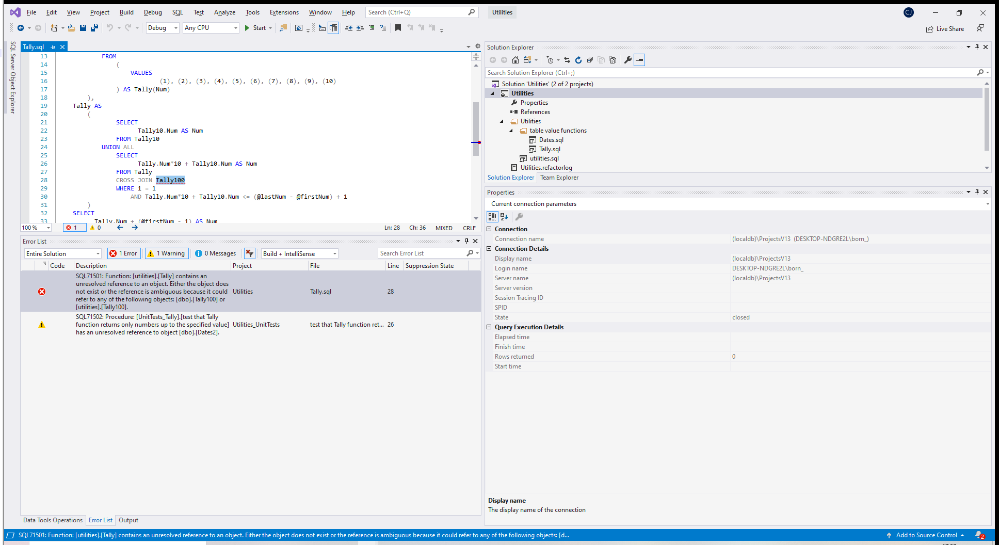 File Edit View Project Build Debug SQL Test Analyze Tools Extensions Window Help Search (Ctrl+Q) Utilities CJ
Debug Any CPU Start Live Share
SQL Server Object Explorer
Tally.sql
13 FROM
14 (
15 VALUES
16 (1), (2), (3), (4), (5), (6), (7), (8), (9), (10)
17 ) AS Tally(Num)
18 ),
19 Tally AS
20 (
21 SELECT
22 Tally10.Num AS Num
23 FROM Tally10
24 UNION ALL
25 SELECT
26 Tally.Num*10 + Tally10.Num AS Num
27 FROM Tally
28 CROSS JOIN Tally100
29 WHERE 1 = 1
30 AND Tally.Num*10 + Tally10.Num <= (@lastNum - @firstNum) + 1
31 )
32 SELECT
33 Tally.Num + (@firstNum - 1) AS Num
100 % 1 0 Ln: 28 Ch: 36 MIXED CRLF
Error List
Entire Solution 1 Error 1 Warning 0 Messages Build + IntelliSense Search Error List
Code Description Project File Line Suppression State
SQL71501: Function: [utilities].[Tally] contains an
unresolved reference to an object. Either the object does
not exist or the reference is ambiguous because it could Utilities Tally.sql 28
refer to any of the following objects: [dbo].[Tally100] or
[utilities].[Tally100].
SQL71502: Procedure: [UnitTests_Tally].[test that Tally
function returns only numbers up to the specified value] Utilities_UnitTests test that Tally function ret... 26
has an unresolved reference to object [dbo].[Dates2].
Data Tools Operations Error List Output
Solution Explorer
Search Solution Explorer (Ctrl+;)
Solution 'Utilities' (2 of 2 projects)
Utilities
Properties
References
Utilities
table value functions
Dates.sql
Tally.sql
utilities.sql
Utilities.refactorlog
Solution Explorer Team Explorer
Properties
Current connection parameters
Connection
Connection name (localdb)\ProjectsV13 (DESKTOP-NDGRE2L\born_)
Connection Details
Display name (localdb)\ProjectsV13
Login name DESKTOP-NDGRE2L\born_
Server name (localdb)\ProjectsV13
Server version
Session Tracing ID
SPID
State closed
Query Execution Details
Elapsed time
Finish time
Rows returned 0
Start time
Display name
The display name of the connection
SQL71501: Function: [utilities].[Tally] contains an unresolved reference to an object. Either the object does not exist or the reference is ambiguous because it could refer to any of the following objects: [d... Add to Source Control 2